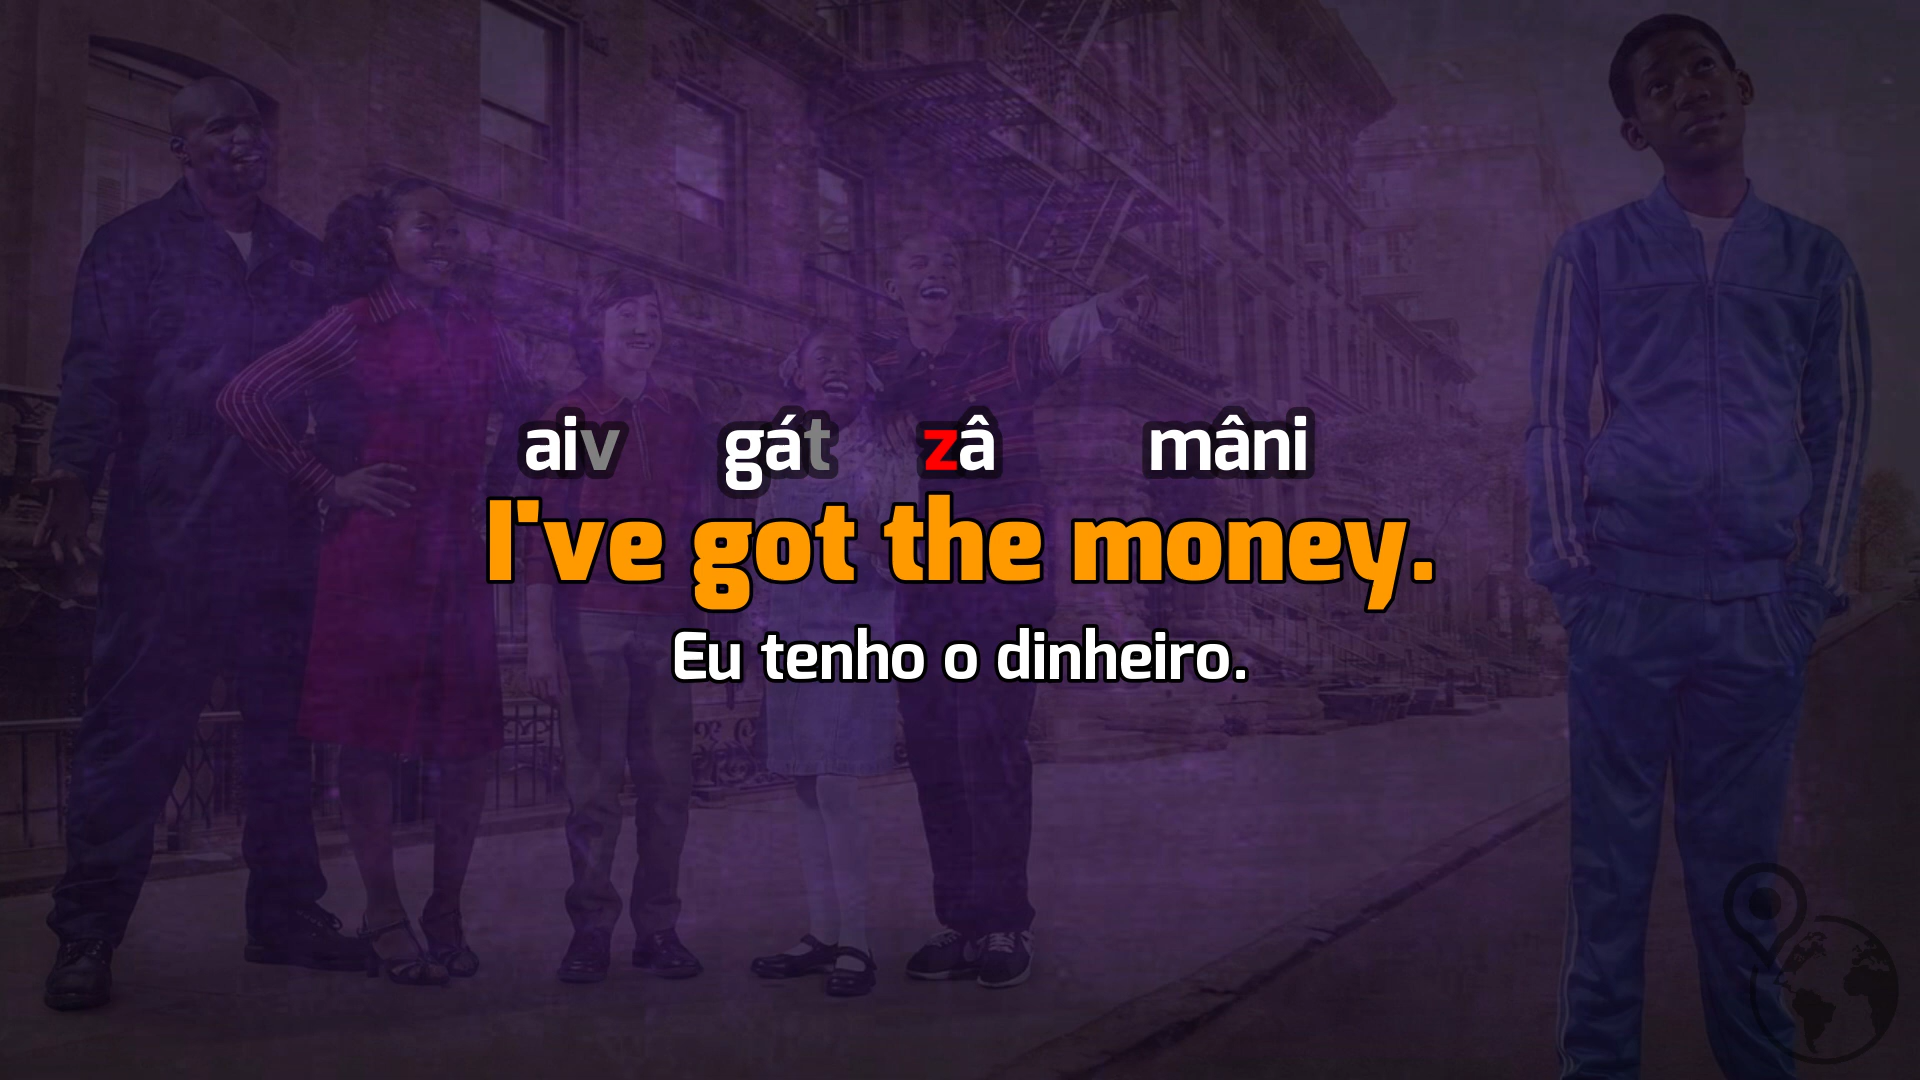 aiv gát zâ mâni
I've got the money.
Eu tenho o dinheiro.